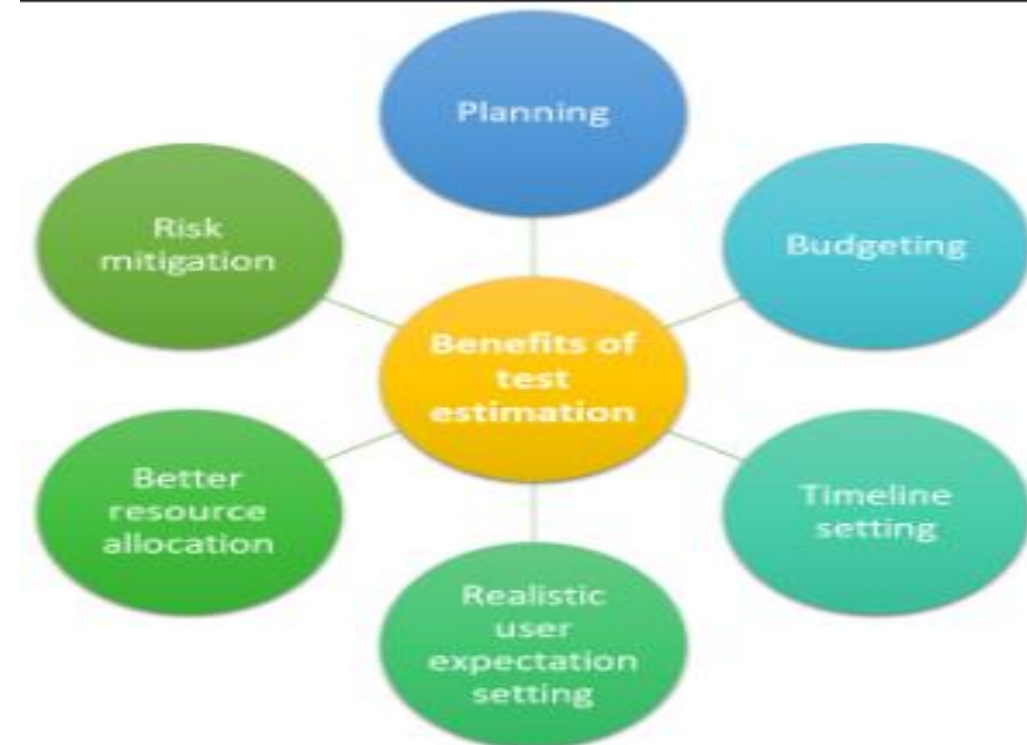 Planning
Budgeting
Timeline
setting
Realistic
user
expectation
setting
Better
resource
allocation
Risk
mitigation
Benefits of
test
estimation